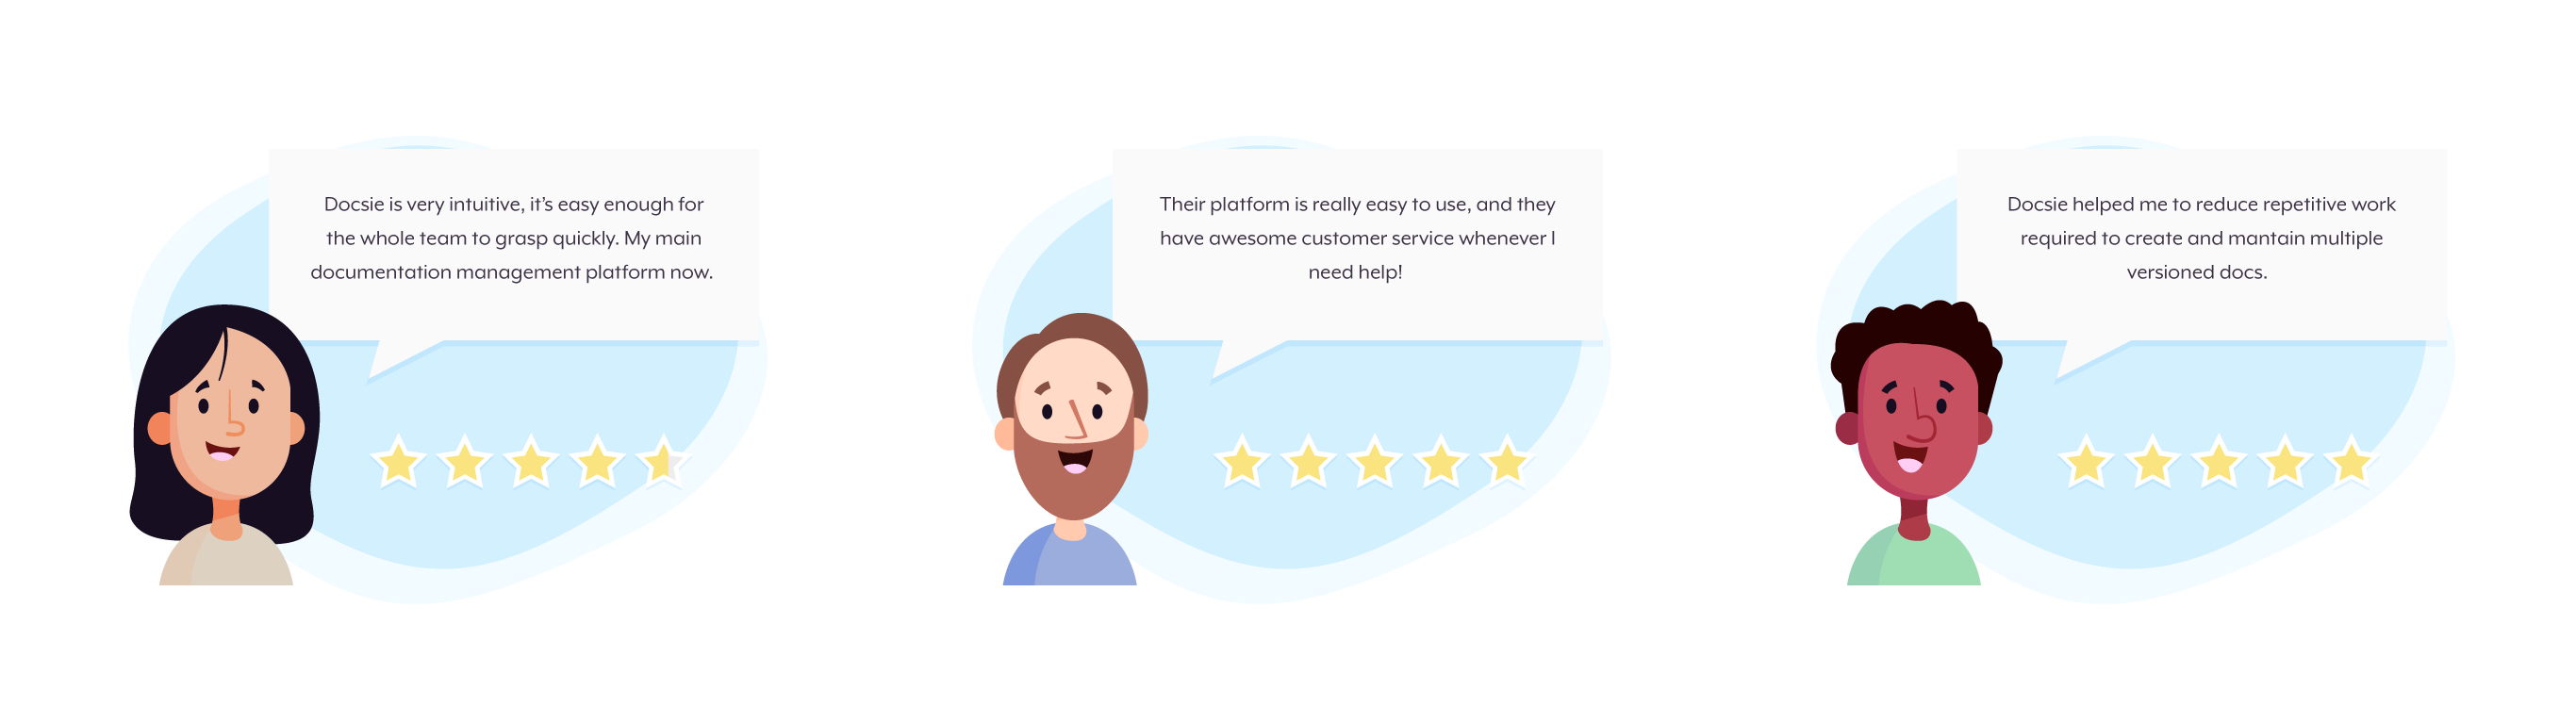 Docsie is very intuitive, it’s easy enough for
the whole team to grasp quickly. My main
documentation management platform now.
Their platform is really easy to use, and they
have awesome customer service whenever I
need help!
Docsie helped me to reduce repetitive work
required to create and mantain multiple
versioned docs.